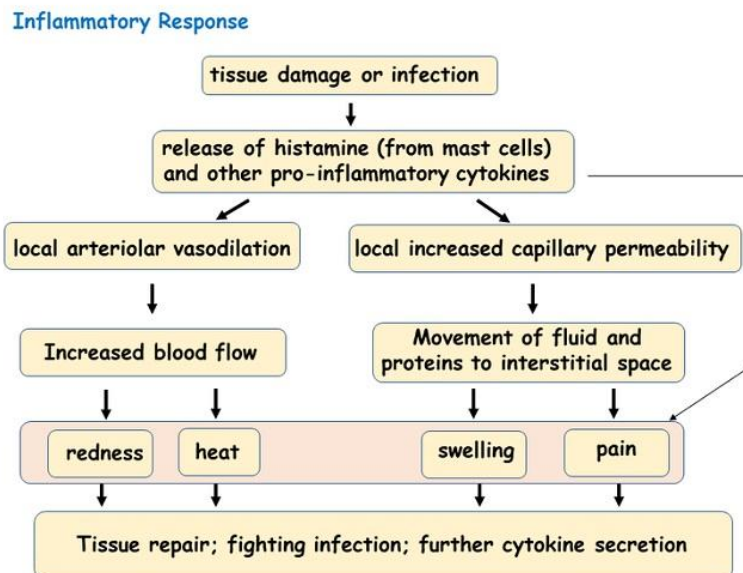 Inflammatory Response
tissue damage or infection
release of histamine (from mast cells)
and other pro-inflammatory cytokines
local arteriolar vasodilation
local increased capillary permeability
Increased blood flow
Movement of fluid and
proteins to interstitial space
redness
heat
swelling
pain
Tissue repair; fighting infection; further cytokine secretion